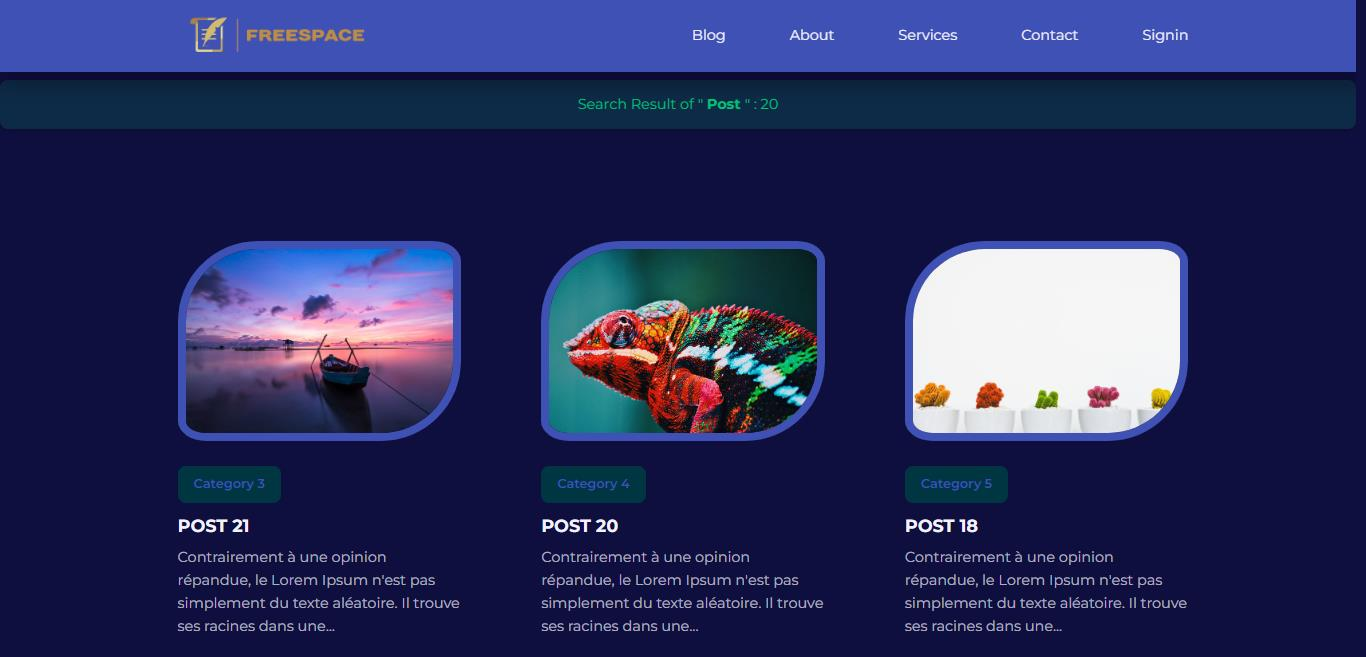 FREESPACE
Blog About Services Contact Signin
Search Result of " Post " : 20
Category 3
POST 21
Contrairement à une opinion
répandue, le Lorem Ipsum n'est pas
simplement du texte aléatoire. Il trouve
ses racines dans une...
Category 4
POST 20
Contrairement à une opinion
répandue, le Lorem Ipsum n'est pas
simplement du texte aléatoire. Il trouve
ses racines dans une...
Category 5
POST 18
Contrairement à une opinion
répandue, le Lorem Ipsum n'est pas
simplement du texte aléatoire. Il trouve
ses racines dans une...